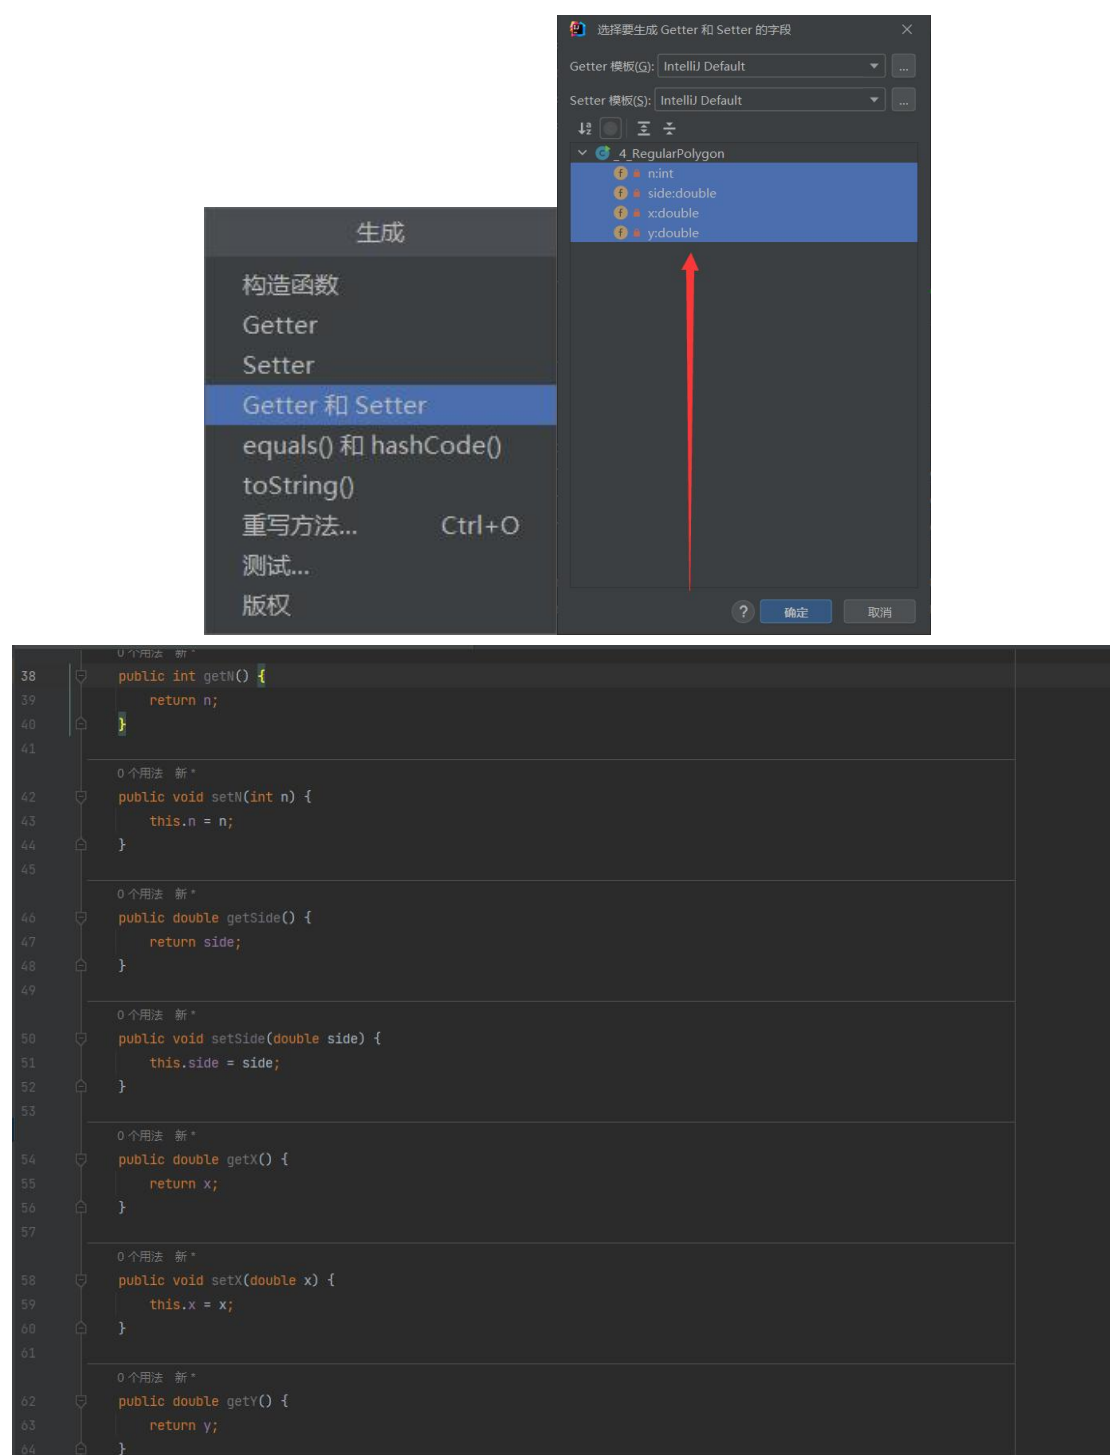 选择要生成 Getter 和 Setter 的字段
Getter 模板(G): IntelliJ Default ...
Setter 模板(S): IntelliJ Default ...
_4_RegularPolygon
n:int
side:double
x:double
y:double
? 确定 取消
生成
构造函数
Getter
Setter
Getter 和 Setter
equals() 和 hashCode()
toString()
重写方法... Ctrl+O
测试...
版权
0 个用法 新 *
38 public int getN() {
39 return n;
40 }
41
0 个用法 新 *
42 public void setN(int n) {
43 this.n = n;
44 }
45
0 个用法 新 *
46 public double getSide() {
47 return side;
48 }
49
0 个用法 新 *
50 public void setSide(double side) {
51 this.side = side;
52 }
53
0 个用法 新 *
54 public double getX() {
55 return x;
56 }
57
0 个用法 新 *
58 public void setX(double x) {
59 this.x = x;
60 }
61
0 个用法 新 *
62 public double getY() {
63 return y;
64 }